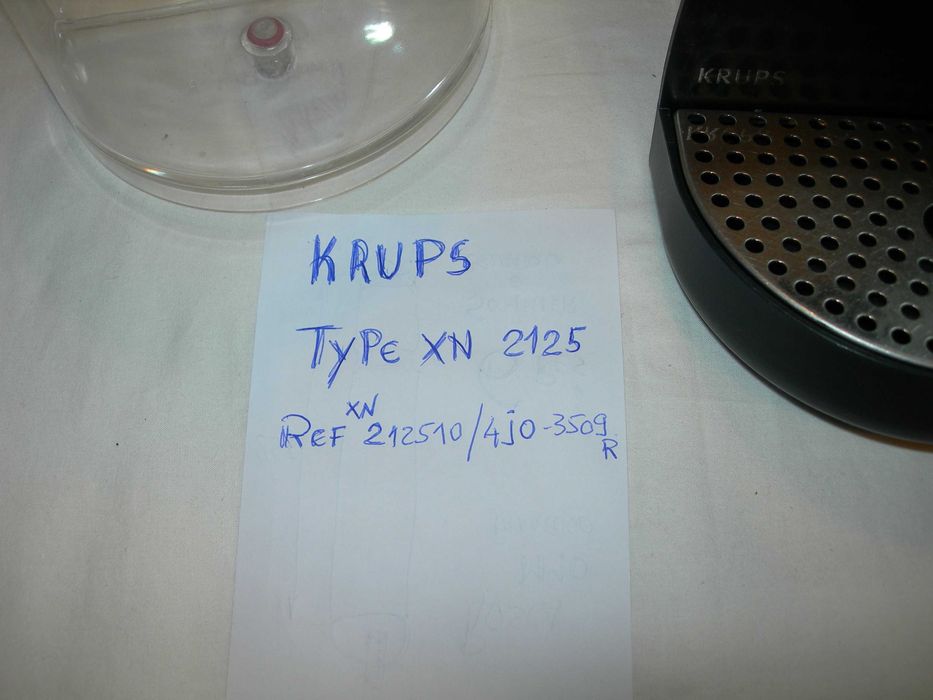 KRUPS
KRUPS
TYPE XN 2125
XN
REF 212510/4j0-3509
R